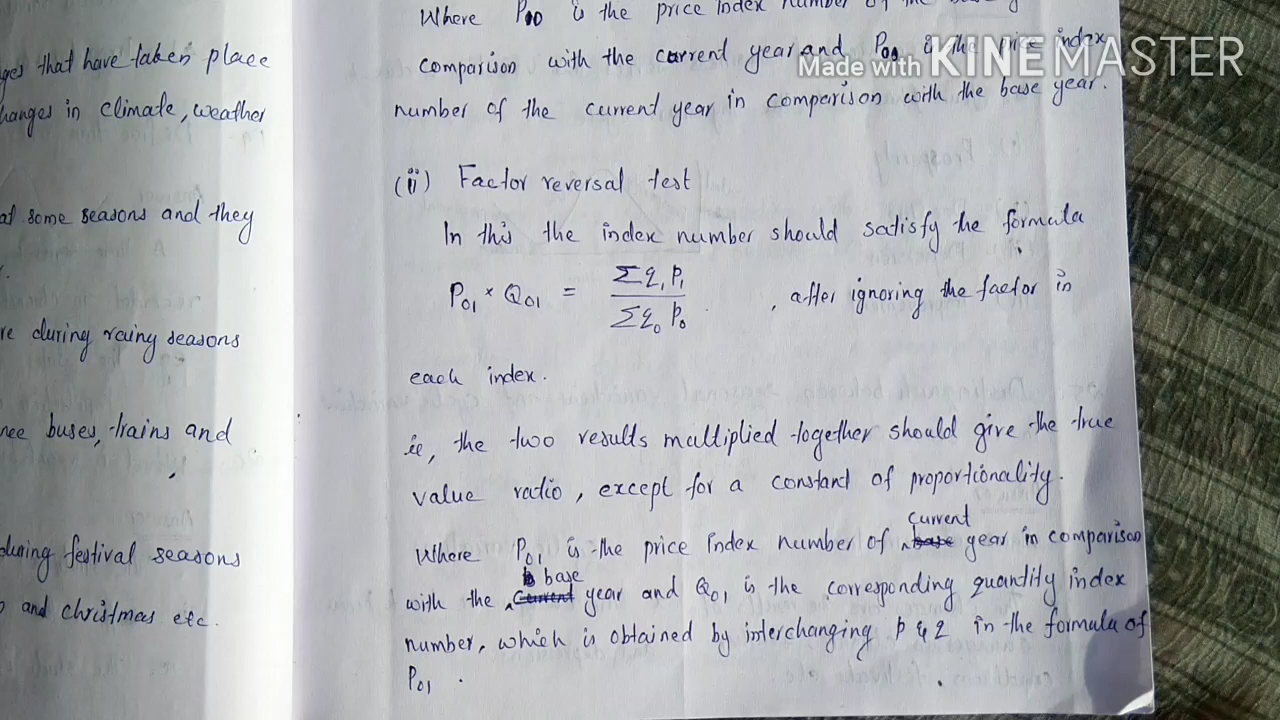 ges that have taken place
hanges in climate, weather
at some seasons and they
re during rainy seasons
nee buses, trains and
during festival seasons
and christmas etc.
Where P10 is the price index number of the base
comparison with the current year and P01 is the price index
number of the current year in comparison with the base year.
(ii) Factor reversal test
In this the index number should satisfy the formula
P01 × Q01 = Σq1 p1 / Σq0 p0 , after ignoring the factor in
each index.
ie, the two results multiplied together should give the true
value ratio, except for a constant of proportionality.
current
Where P01 is the price index number of base year in comparison
base
with the current year and Q01 is the corresponding quantity index
number, which is obtained by interchanging p & q in the formula of
P01 .
Made with KINEMASTER